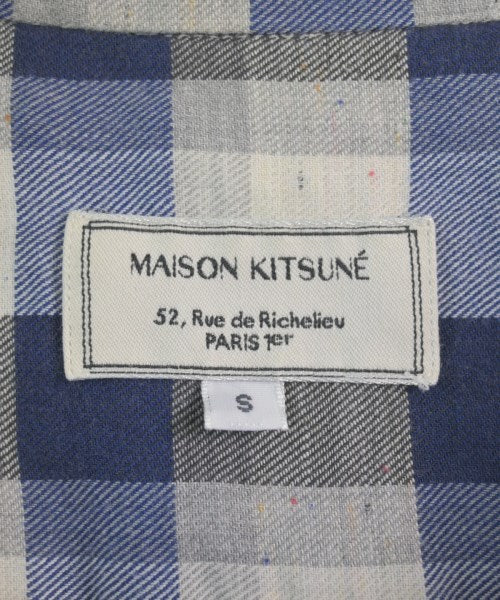 MAISON KITSUNÉ
52, Rue de Richelieu
PARIS 1er
S